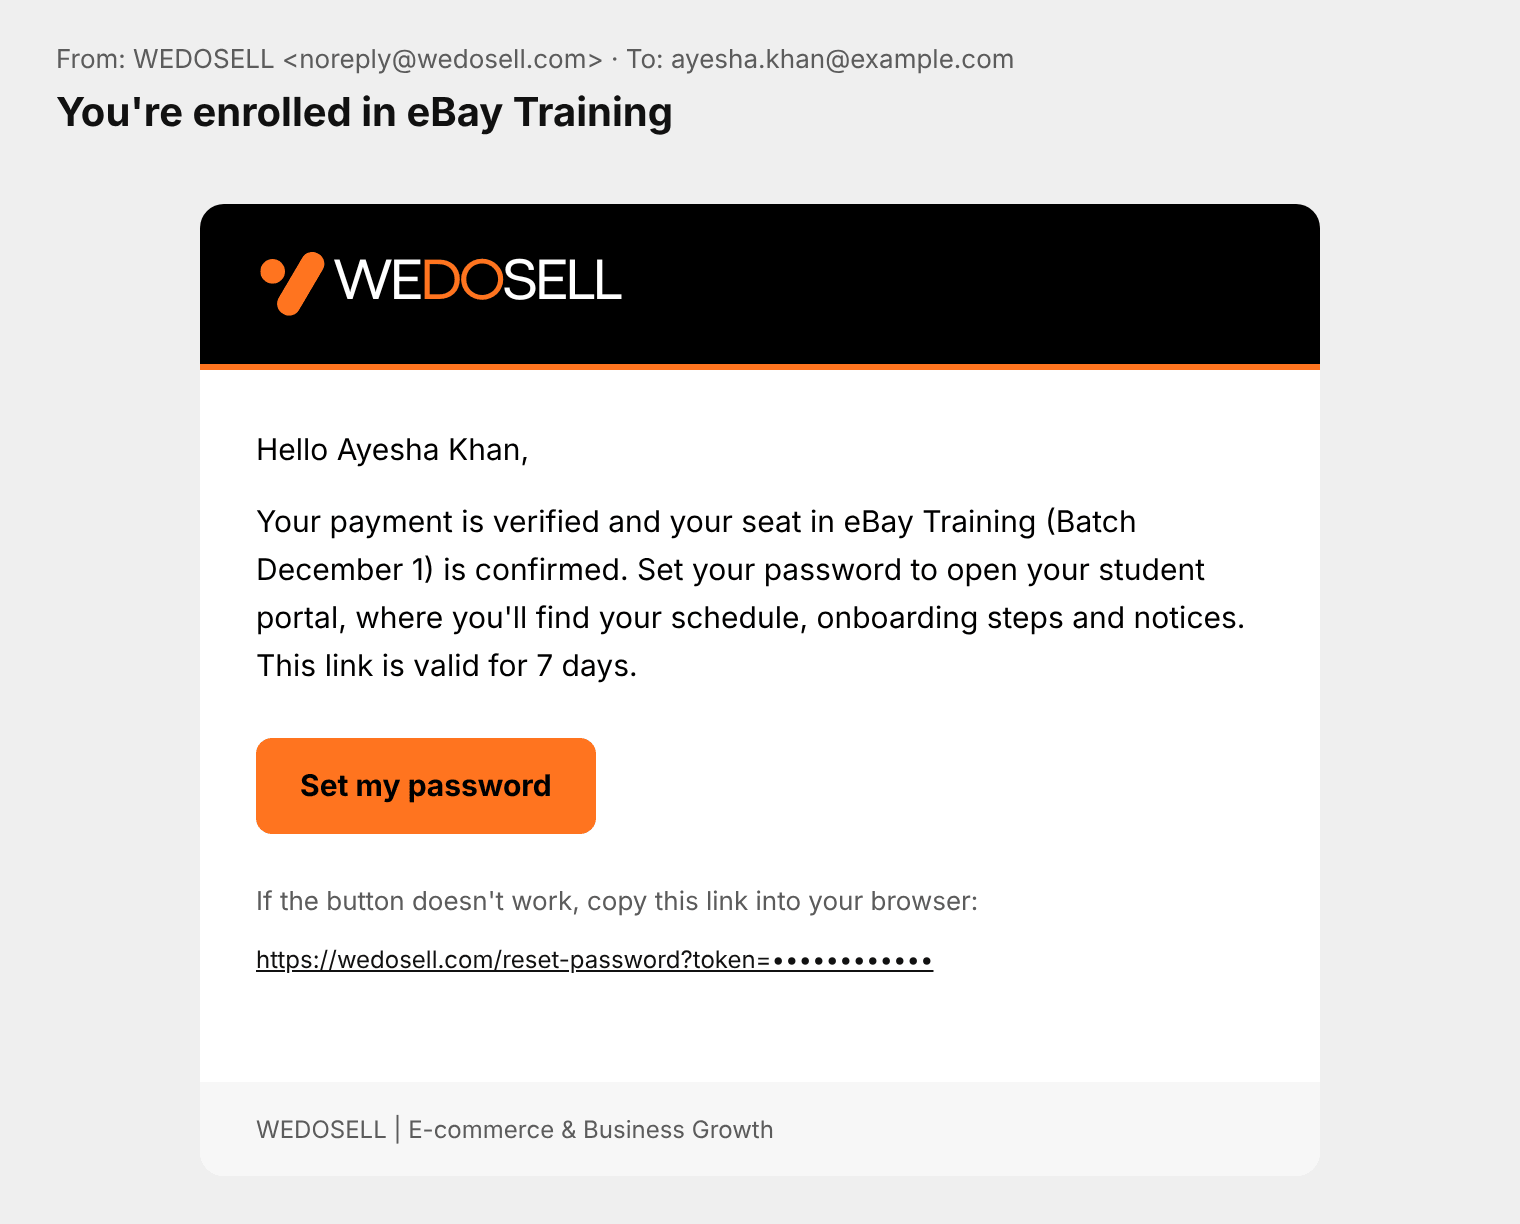 From: WEDOSELL <noreply@wedosell.com> · To: ayesha.khan@example.com
You're enrolled in eBay Training
WEDOSELL
Hello Ayesha Khan,
Your payment is verified and your seat in eBay Training (Batch
December 1) is confirmed. Set your password to open your student
portal, where you'll find your schedule, onboarding steps and notices.
This link is valid for 7 days.
Set my password
If the button doesn't work, copy this link into your browser:
https://wedosell.com/reset-password?token=••••••••••••
WEDOSELL | E-commerce & Business Growth